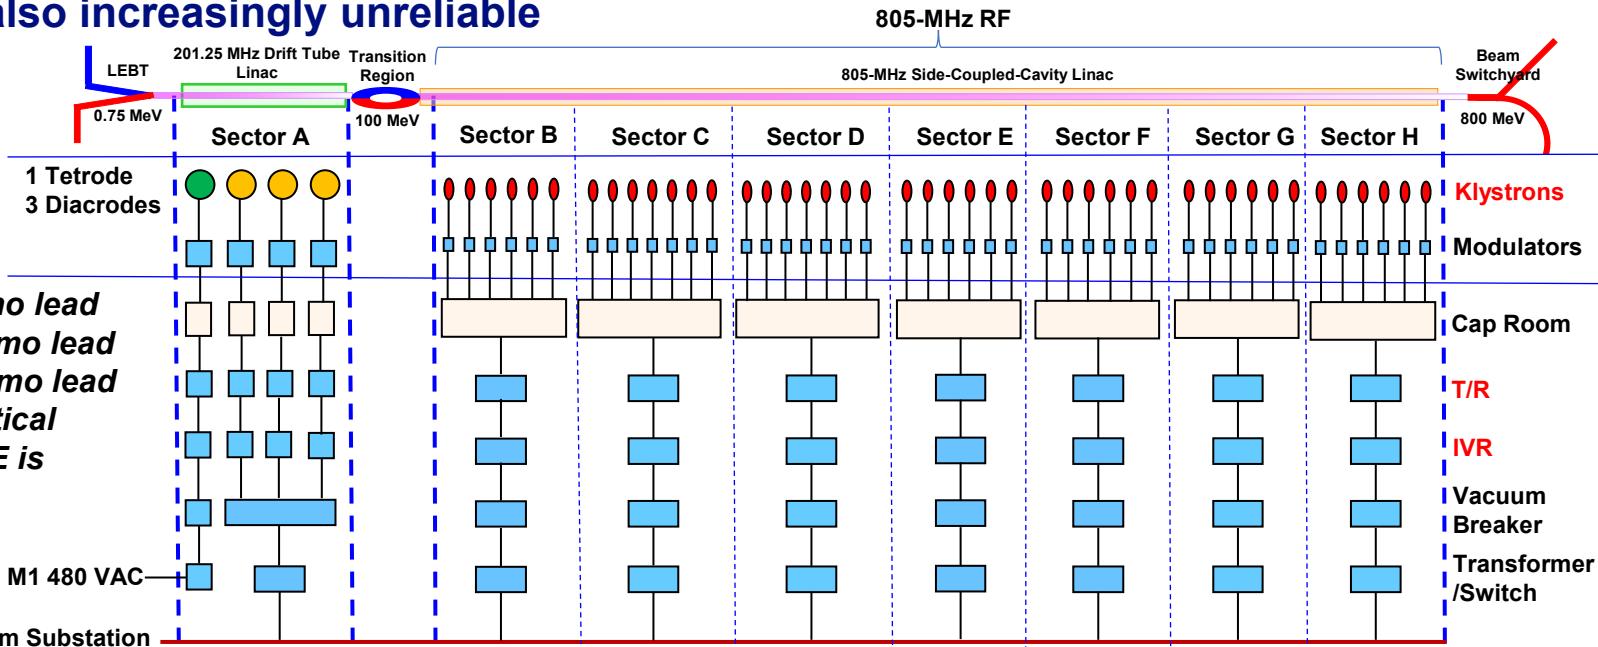 also increasingly unreliable
805-MHz RF
201.25 MHz Drift Tube
Linac
Transition
Region
LEBT
805-MHz Side-Coupled-Cavity Linac
Beam
Switchyard
0.75 MeV
100 MeV
800 MeV
Sector A
Sector B
Sector C
Sector D
Sector E
Sector F
Sector G
Sector H
1 Tetrode
3 Diacrodes
Klystrons
Modulators
mo lead
mo lead
mo lead
tical
E is
Cap Room
T/R
IVR
Vacuum
Breaker
M1 480 VAC
Transformer
/Switch
m Substation